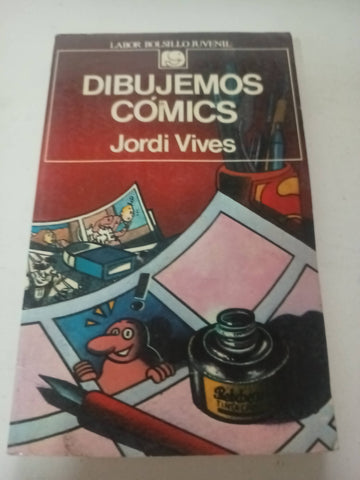 LABOR BOLSILLO JUVENIL
DIBUJEMOS
CÓMICS
Jordi Vives